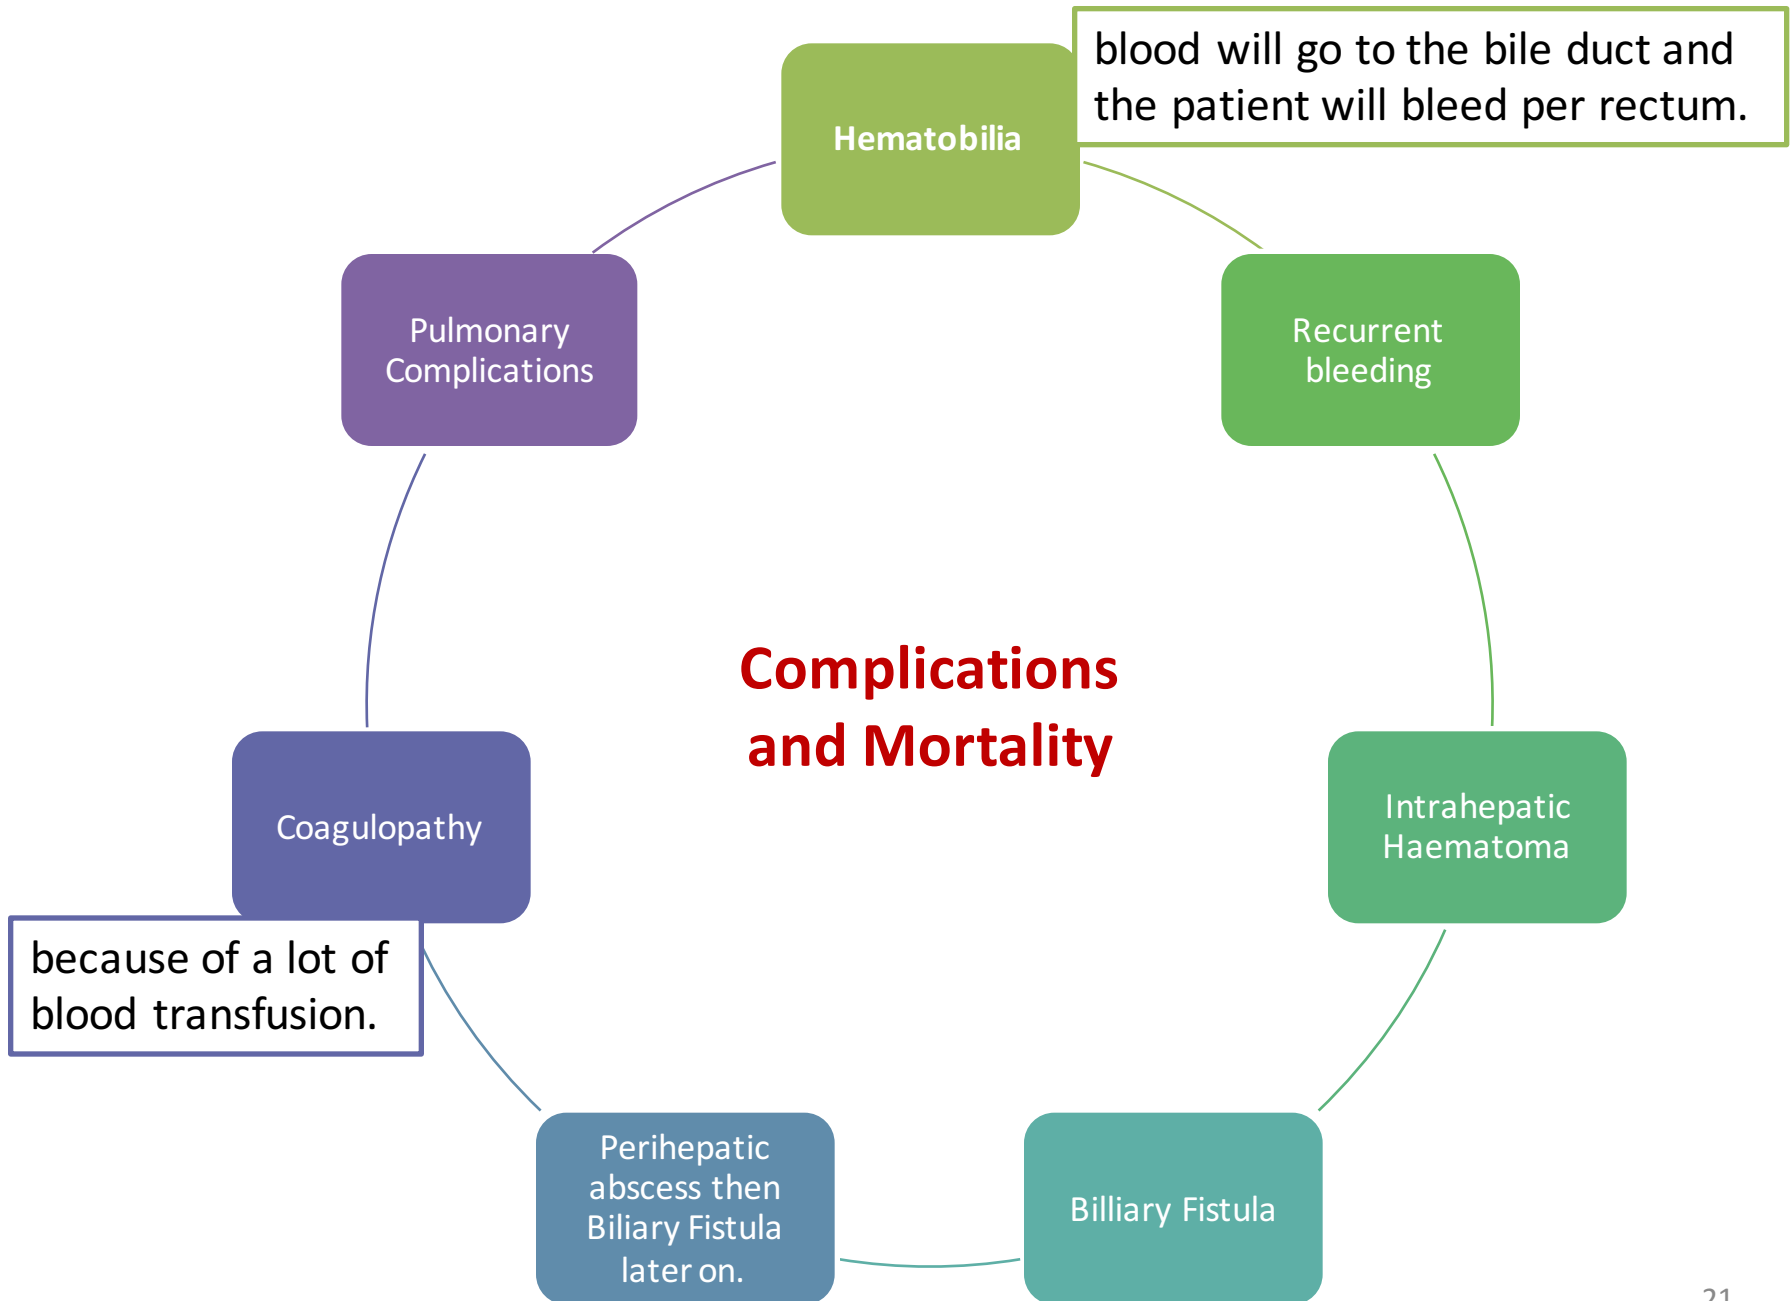 Hematobilia
blood will go to the bile duct and
the patient will bleed per rectum.
Recurrent
bleeding
Intrahepatic
Haematoma
Billiary Fistula
Perihepatic
abscess then
Biliary Fistula
later on.
Coagulopathy
because of a lot of
blood transfusion.
Pulmonary
Complications
Complications
and Mortality
21